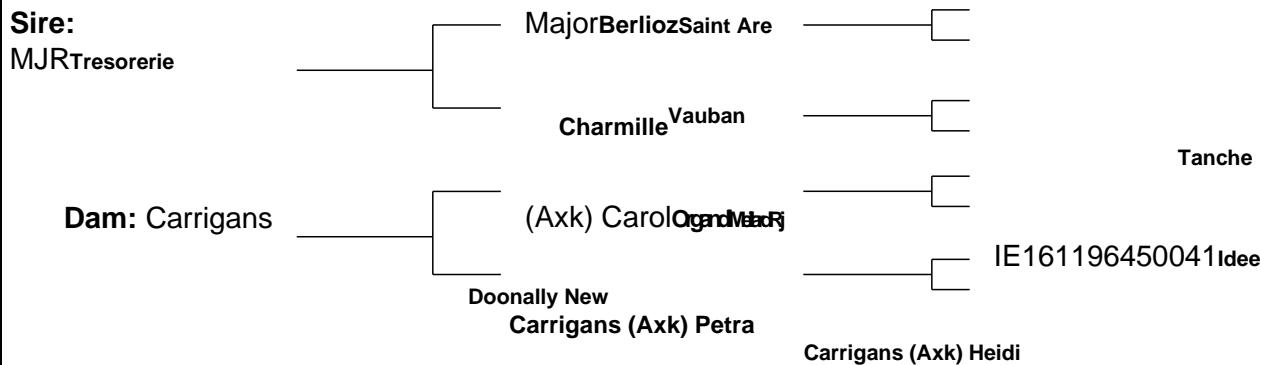 Sire: MajorBerliozSaint Are
MJRTresorerie
CharmilleVauban
Tanche
Dam: Carrigans (Axk) Carol
IE161196450041Idee
Doonally New
Carrigans (Axk) Petra
Carrigans (Axk) Heidi